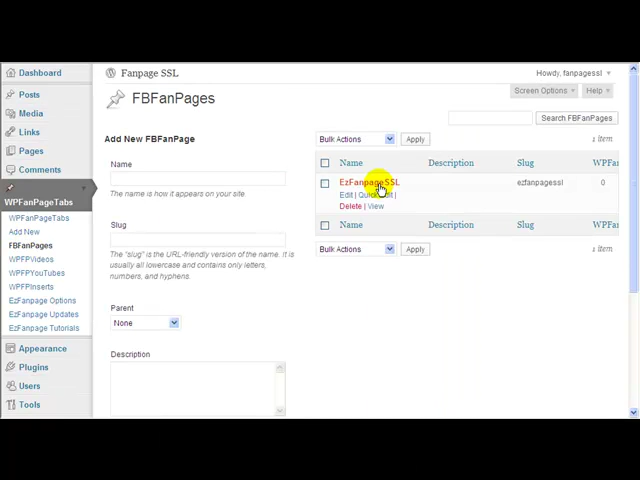 Dashboard
Fanpage SSL
Howdy, fanpagessl
Screen Options
Help
Posts
Media
Links
Pages
Comments
WPFanPageTabs
WPFanPageTabs
Add New
FBFanPages
WPFPVideos
WPFPYouTubes
WPFPInserts
EzFanpage Options
EzFanpage Updates
EzFanpage Tutorials
Appearance
Plugins
Users
Tools
FBFanPages
Search FBFanPages
Add New FBFanPage
Name
The name is how it appears on your site.
Slug
The "slug" is the URL-friendly version of the name. It is
usually all lowercase and contains only letters,
numbers, and hyphens.
Parent
None
Description
Bulk Actions
Apply
1 item
Name Description Slug WPFan
EzFanpageSSL ezfanpagessl 0
Edit | Quick Edit |
Delete | View
Name Description Slug WPFan
Bulk Actions
Apply
1 item